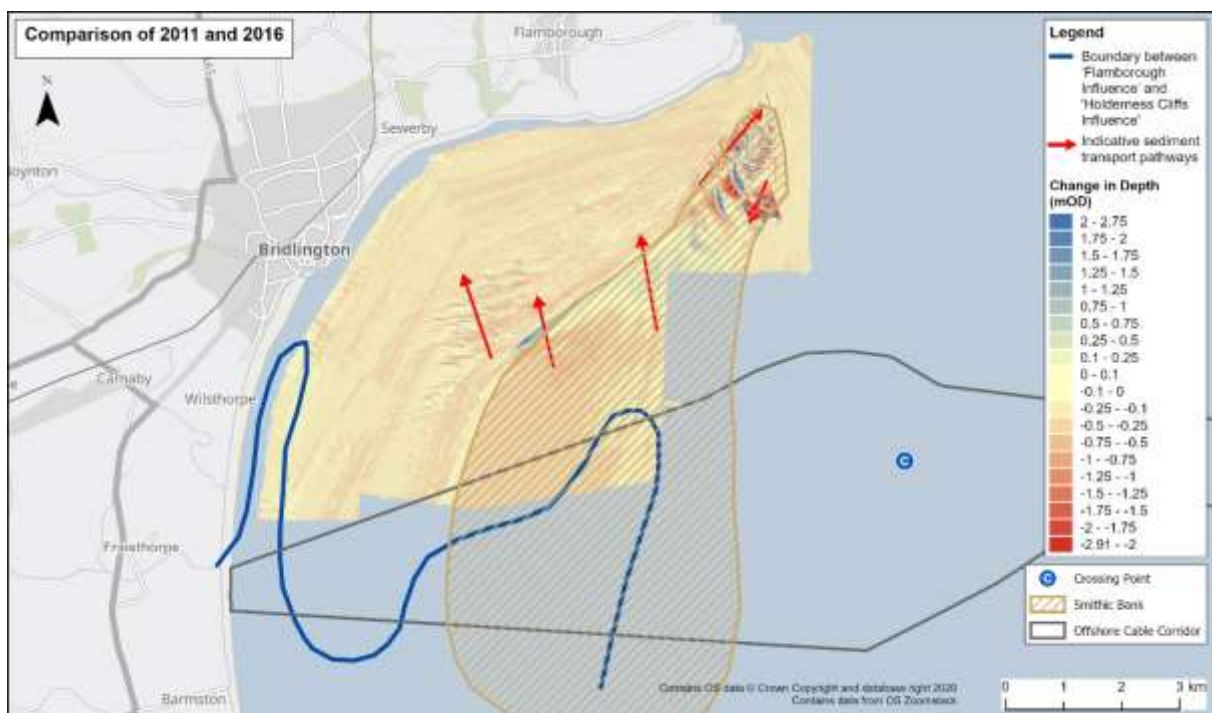 Comparison of 2011 and 2016
N
Flamborough
Sewerby
Bridlington
Carnaby
Wilsthorpe
Fraisthorpe
Barmston
Legend
Boundary between
'Flamborough
Influence' and
'Holderness Cliffs
Influence'
Indicative sediment
transport pathways
Change in Depth
(mOD)
2 - 2.75
1.75 - 2
1.5 - 1.75
1.25 - 1.5
1 - 1.25
0.75 - 1
0.5 - 0.75
0.25 - 0.5
0.1 - 0.25
0 - 0.1
-0.1 - 0
-0.25 - -0.1
-0.5 - -0.25
-0.75 - -0.5
-1 - -0.75
-1.25 - -1
-1.5 - -1.25
-1.75 - -1.5
-2 - -1.75
-2.91 - -2
C
C Crossing Point
Smithic Bank
Offshore Cable Corridor
Contains OS data © Crown Copyright and database right 2020
Contains data from OS Zoomstack
0 1 2 3 km